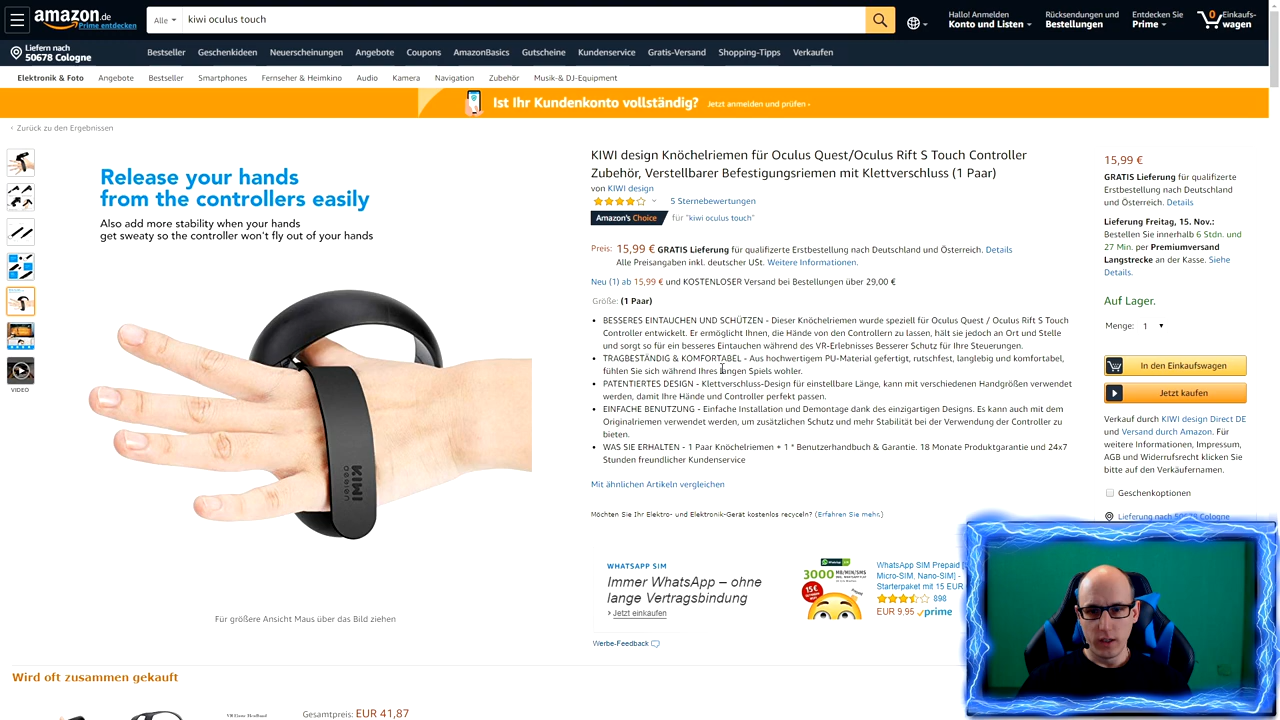 amazon.de
Prime entdecken
Alle
kiwi oculus touch
Hallo! Anmelden
Konto und Listen
Rücksendungen und
Bestellungen
Entdecken Sie
Prime
0
Einkaufs-
wagen
Liefern nach
50678 Cologne
Bestseller Geschenkideen Neuerscheinungen Angebote Coupons AmazonBasics Gutscheine Kundenservice Gratis-Versand Shopping-Tipps Verkaufen
Elektronik & Foto Angebote Bestseller Smartphones Fernseher & Heimkino Audio Kamera Navigation Zubehör Musik-& DJ-Equipment
Ist Ihr Kundenkonto vollständig? Jetzt anmelden und prüfen ›
‹ Zurück zu den Ergebnissen
VIDEO
Release your hands
from the controllers easily
Also add more stability when your hands
get sweaty so the controller won't fly out of your hands
KIWI
design
Für größere Ansicht Maus über das Bild ziehen
KIWI design Knöchelriemen für Oculus Quest/Oculus Rift S Touch Controller
Zubehör, Verstellbarer Befestigungsriemen mit Klettverschluss (1 Paar)
von KIWI design
5 Sternebewertungen
Amazon's Choice für "kiwi oculus touch"
Preis: 15,99 € GRATIS Lieferung für qualifizierte Erstbestellung nach Deutschland und Österreich. Details
Alle Preisangaben inkl. deutscher USt. Weitere Informationen.
Neu (1) ab 15,99 € und KOSTENLOSER Versand bei Bestellungen über 29,00 €
Größe: (1 Paar)
• BESSERES EINTAUCHEN UND SCHÜTZEN - Dieser Knöchelriemen wurde speziell für Oculus Quest / Oculus Rift S Touch
Controller entwickelt. Er ermöglicht Ihnen, die Hände von den Controllern zu lassen, hält sie jedoch an Ort und Stelle
und sorgt so für ein besseres Eintauchen während des VR-Erlebnisses Besserer Schutz für Ihre Steuerungen.
• TRAGBESTÄNDIG & KOMFORTABEL - Aus hochwertigem PU-Material gefertigt, rutschfest, langlebig und komfortabel,
fühlen Sie sich während Ihres langen Spiels wohler.
• PATENTIERTES DESIGN - Klettverschluss-Design für einstellbare Länge, kann mit verschiedenen Handgrößen verwendet
werden, damit Ihre Hände und Controller perfekt passen.
• EINFACHE BENUTZUNG - Einfache Installation und Demontage dank des einzigartigen Designs. Es kann auch mit dem
Originalriemen verwendet werden, um zusätzlichen Schutz und mehr Stabilität bei der Verwendung der Controller zu
bieten.
• WAS SIE ERHALTEN - 1 Paar Knöchelriemen + 1 * Benutzerhandbuch & Garantie. 18 Monate Produktgarantie und 24x7
Stunden freundlicher Kundenservice
Mit ähnlichen Artikeln vergleichen
Möchten Sie Ihr Elektro- und Elektronik-Gerät kostenlos recyceln? (Erfahren Sie mehr.)
WHATSAPP SIM
Immer WhatsApp – ohne
lange Vertragsbindung
› Jetzt einkaufen
3000 MB/MIN/SMS
15€
WhatsApp SIM Prepaid [
Micro-SIM, Nano-SIM] -
Starterpaket mit 15 EUR
898
EUR 9,95 prime
Werbe-Feedback
15,99 €
GRATIS Lieferung für qualifizierte
Erstbestellung nach Deutschland
und Österreich. Details
Lieferung Freitag, 15. Nov.:
Bestellen Sie innerhalb 6 Stdn. und
27 Min. per Premiumversand
Langstrecke an der Kasse. Siehe
Details.
Auf Lager.
Menge: 1
In den Einkaufswagen
Jetzt kaufen
Verkauf durch KIWI design Direct DE
und Versand durch Amazon. Für
weitere Informationen, Impressum,
AGB und Widerrufsrecht klicken Sie
bitte auf den Verkäufernamen.
Geschenkoptionen
Lieferung nach 50678 Cologne
Wird oft zusammen gekauft
Gesamtpreis: EUR 41,87